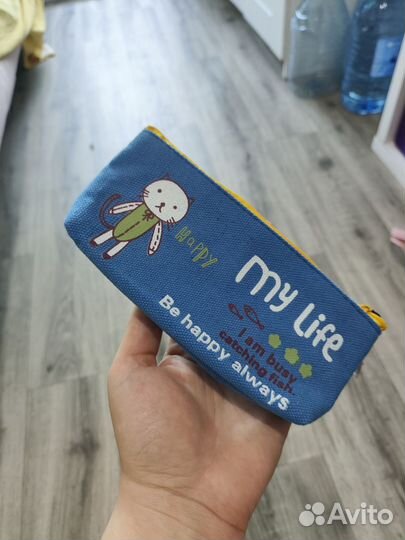 Happy
my Life
I am busy
catching fish.
Be happy always
Avito